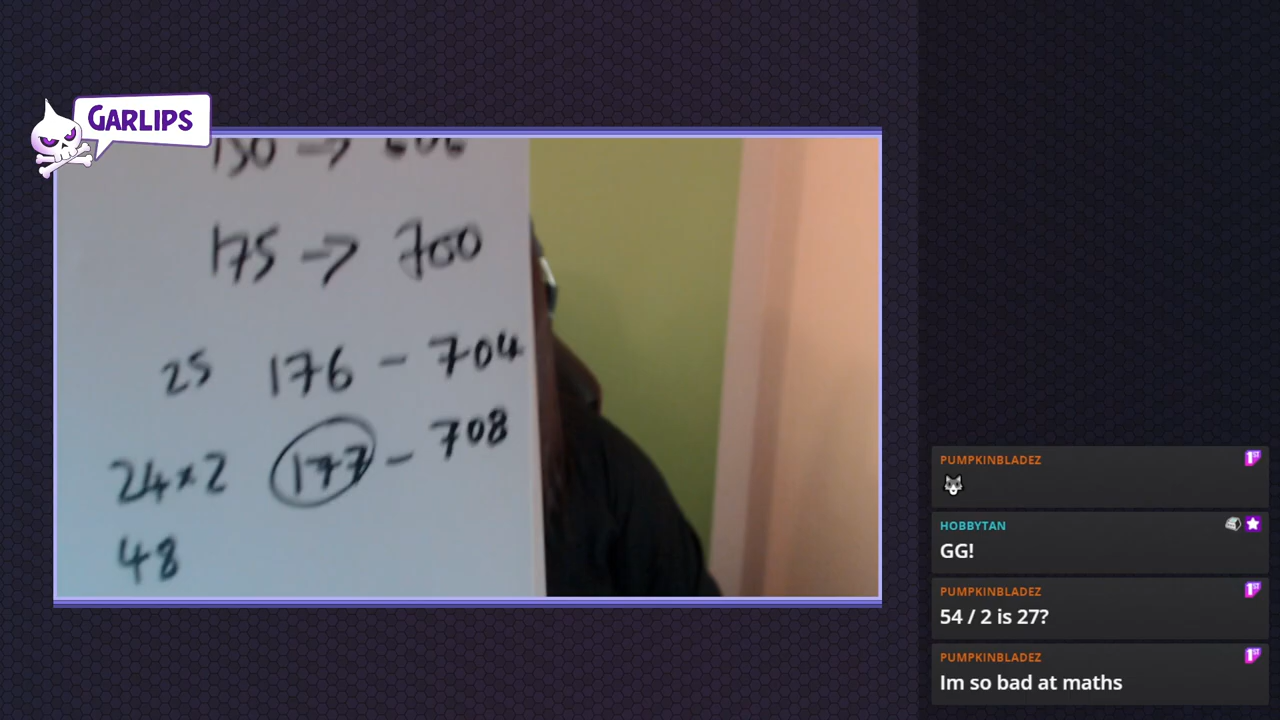 GARLIPS
175 → 700
25 176 - 704
24 × 2 177 - 708
48
PUMPKINBLADEZ
HOBBYTAN
GG!
PUMPKINBLADEZ
54 / 2 is 27?
PUMPKINBLADEZ
Im so bad at maths